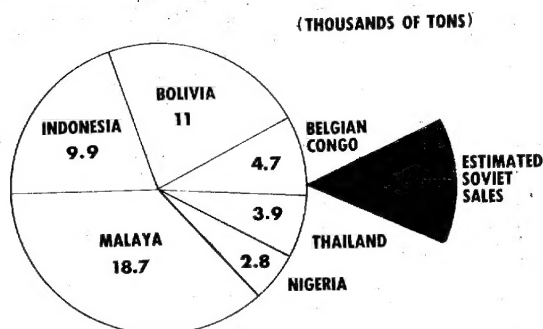 (THOUSANDS OF TONS)
BOLIVIA
11
INDONESIA
9.9
BELGIAN
CONGO
4.7
ESTIMATED
SOVIET
SALES
3.9
THAILAND
MALAYA
18.7
2.8
NIGERIA